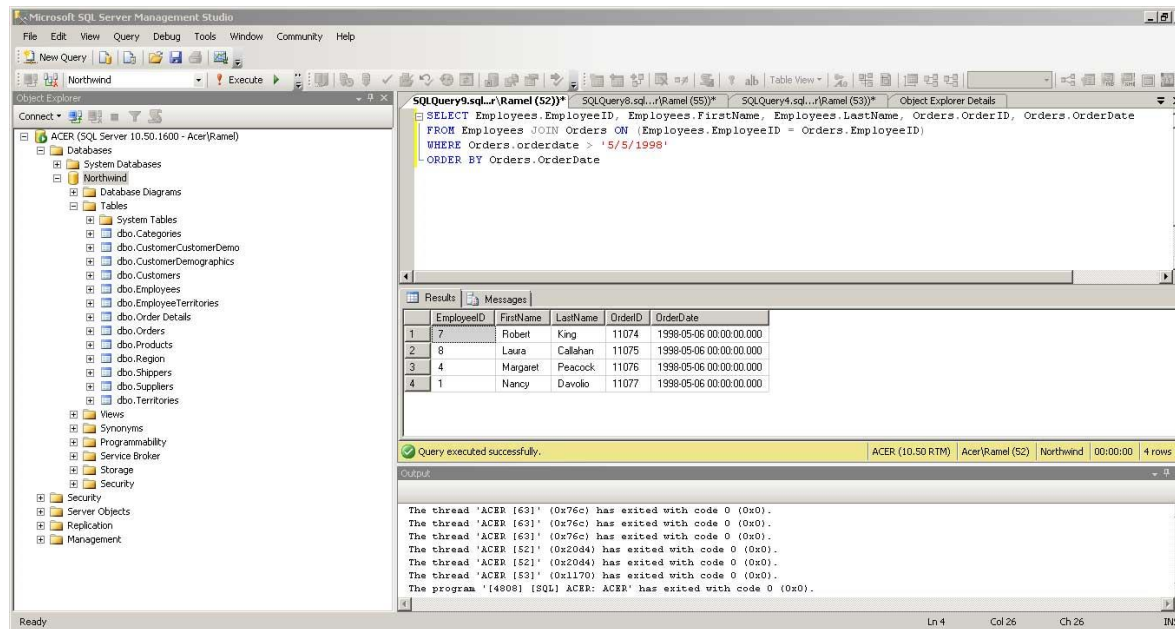 Microsoft SQL Server Management Studio
File Edit View Query Debug Tools Window Community Help
New Query
Northwind Execute Table View
Object Explorer
Connect
ACER (SQL Server 10.50.1600 - Acer\Ramel)
Databases
System Databases
Northwind
Database Diagrams
Tables
System Tables
dbo.Categories
dbo.CustomerCustomerDemo
dbo.CustomerDemographics
dbo.Customers
dbo.Employees
dbo.EmployeeTerritories
dbo.Order Details
dbo.Orders
dbo.Products
dbo.Region
dbo.Shippers
dbo.Suppliers
dbo.Territories
Views
Synonyms
Programmability
Service Broker
Storage
Security
Security
Server Objects
Replication
Management
SQLQuery9.sql...r\Ramel (52))* SQLQuery8.sql...r\Ramel (55))* SQLQuery4.sql...r\Ramel (53))* Object Explorer Details
SELECT Employees.EmployeeID, Employees.FirstName, Employees.LastName, Orders.OrderID, Orders.OrderDate
FROM Employees JOIN Orders ON (Employees.EmployeeID = Orders.EmployeeID)
WHERE Orders.orderdate > '5/5/1998'
ORDER BY Orders.OrderDate
Results Messages
EmployeeID FirstName LastName OrderID OrderDate
1 7 Robert King 11074 1998-05-06 00:00:00.000
2 8 Laura Callahan 11075 1998-05-06 00:00:00.000
3 4 Margaret Peacock 11076 1998-05-06 00:00:00.000
4 1 Nancy Davolio 11077 1998-05-06 00:00:00.000
Query executed successfully. ACER (10.50 RTM) Acer\Ramel (52) Northwind 00:00:00 4 rows
Output
The thread 'ACER [63]' (0x76c) has exited with code 0 (0x0).
The thread 'ACER [63]' (0x76c) has exited with code 0 (0x0).
The thread 'ACER [63]' (0x76c) has exited with code 0 (0x0).
The thread 'ACER [52]' (0x20d4) has exited with code 0 (0x0).
The thread 'ACER [52]' (0x20d4) has exited with code 0 (0x0).
The thread 'ACER [53]' (0x1170) has exited with code 0 (0x0).
The program '[4808] [SQL] ACER: ACER' has exited with code 0 (0x0).
Ready Ln 4 Col 26 Ch 26 IN